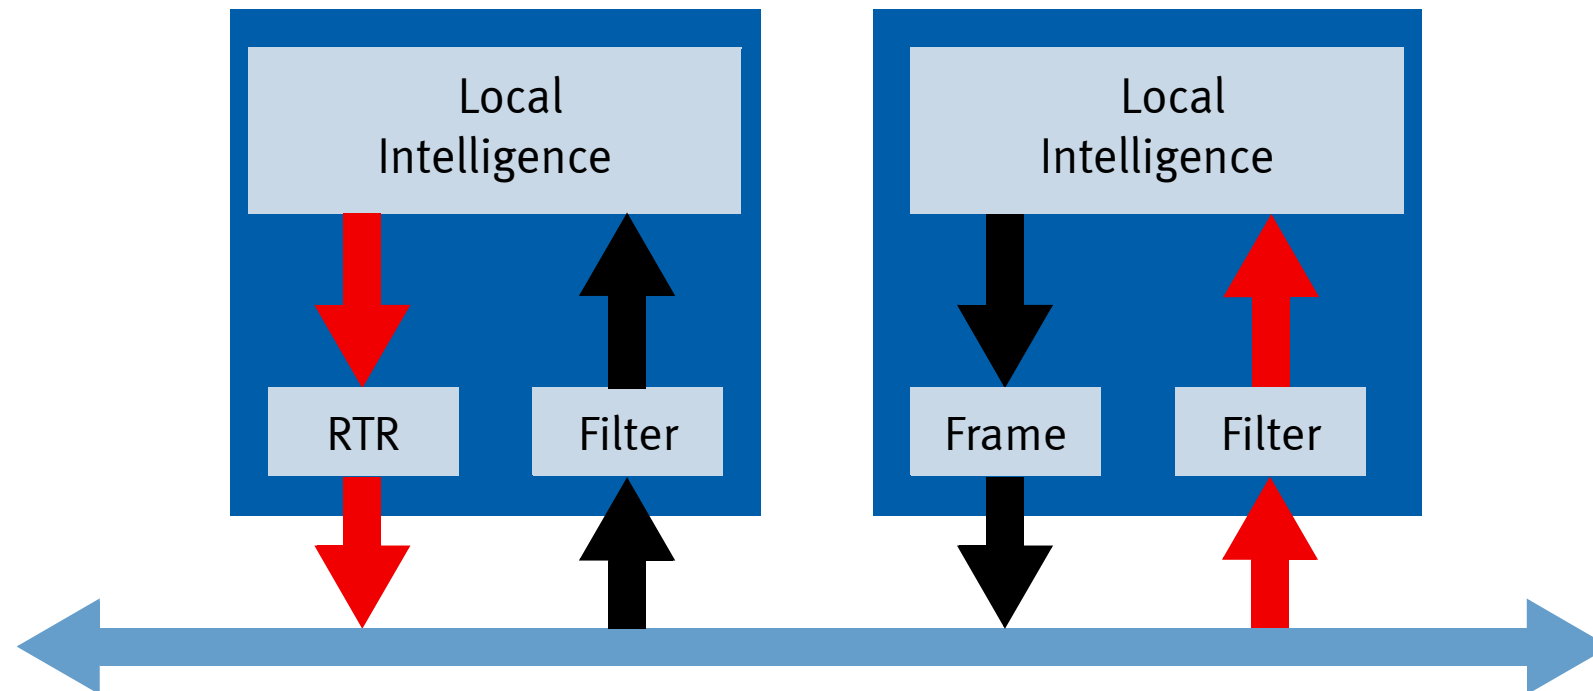 Local
Intelligence
RTR
Filter
Local
Intelligence
Frame
Filter